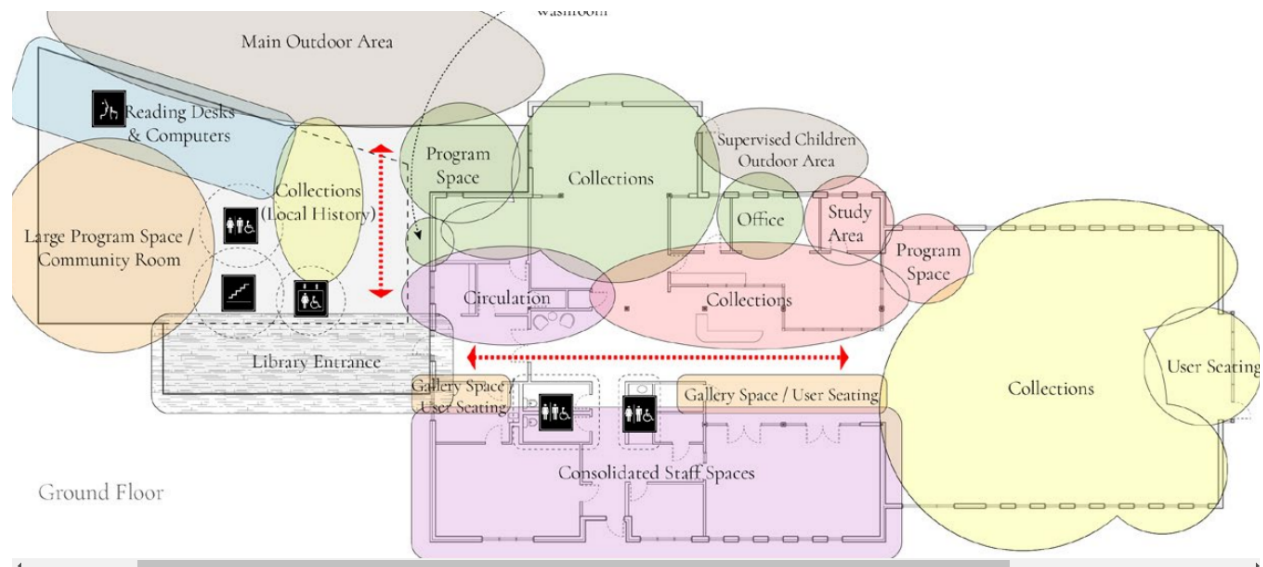 washroom
Main Outdoor Area
Reading Desks
& Computers
Program
Space
Collections
Supervised Children
Outdoor Area
Collections
(Local History)
Office
Study
Area
Large Program Space /
Community Room
Program
Space
Circulation
Collections
Library Entrance
User Seating
Gallery Space /
User Seating
Gallery Space / User Seating
Collections
Consolidated Staff Spaces
Ground Floor